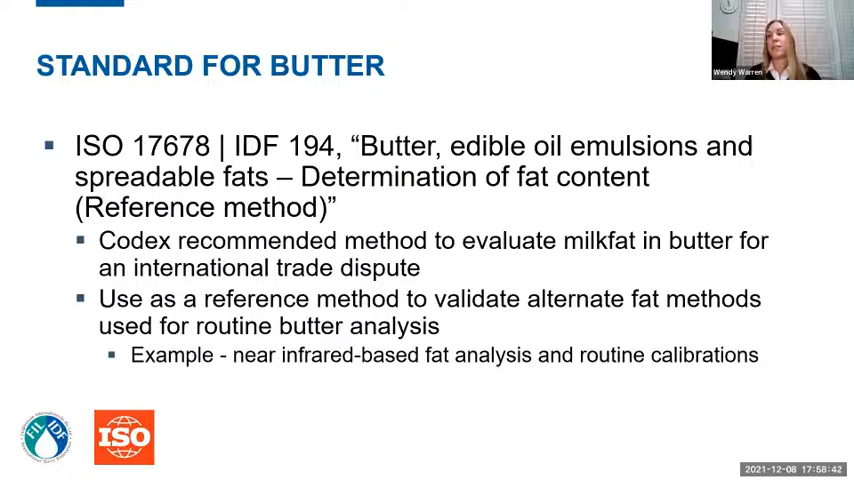 Wendy Warren
STANDARD FOR BUTTER
▪ ISO 17678 | IDF 194, “Butter, edible oil emulsions and
spreadable fats – Determination of fat content
(Reference method)”
▪ Codex recommended method to evaluate milkfat in butter for
an international trade dispute
▪ Use as a reference method to validate alternate fat methods
used for routine butter analysis
▪ Example - near infrared-based fat analysis and routine calibrations
FIL IDF
ISO
2021-12-08 17:58:42